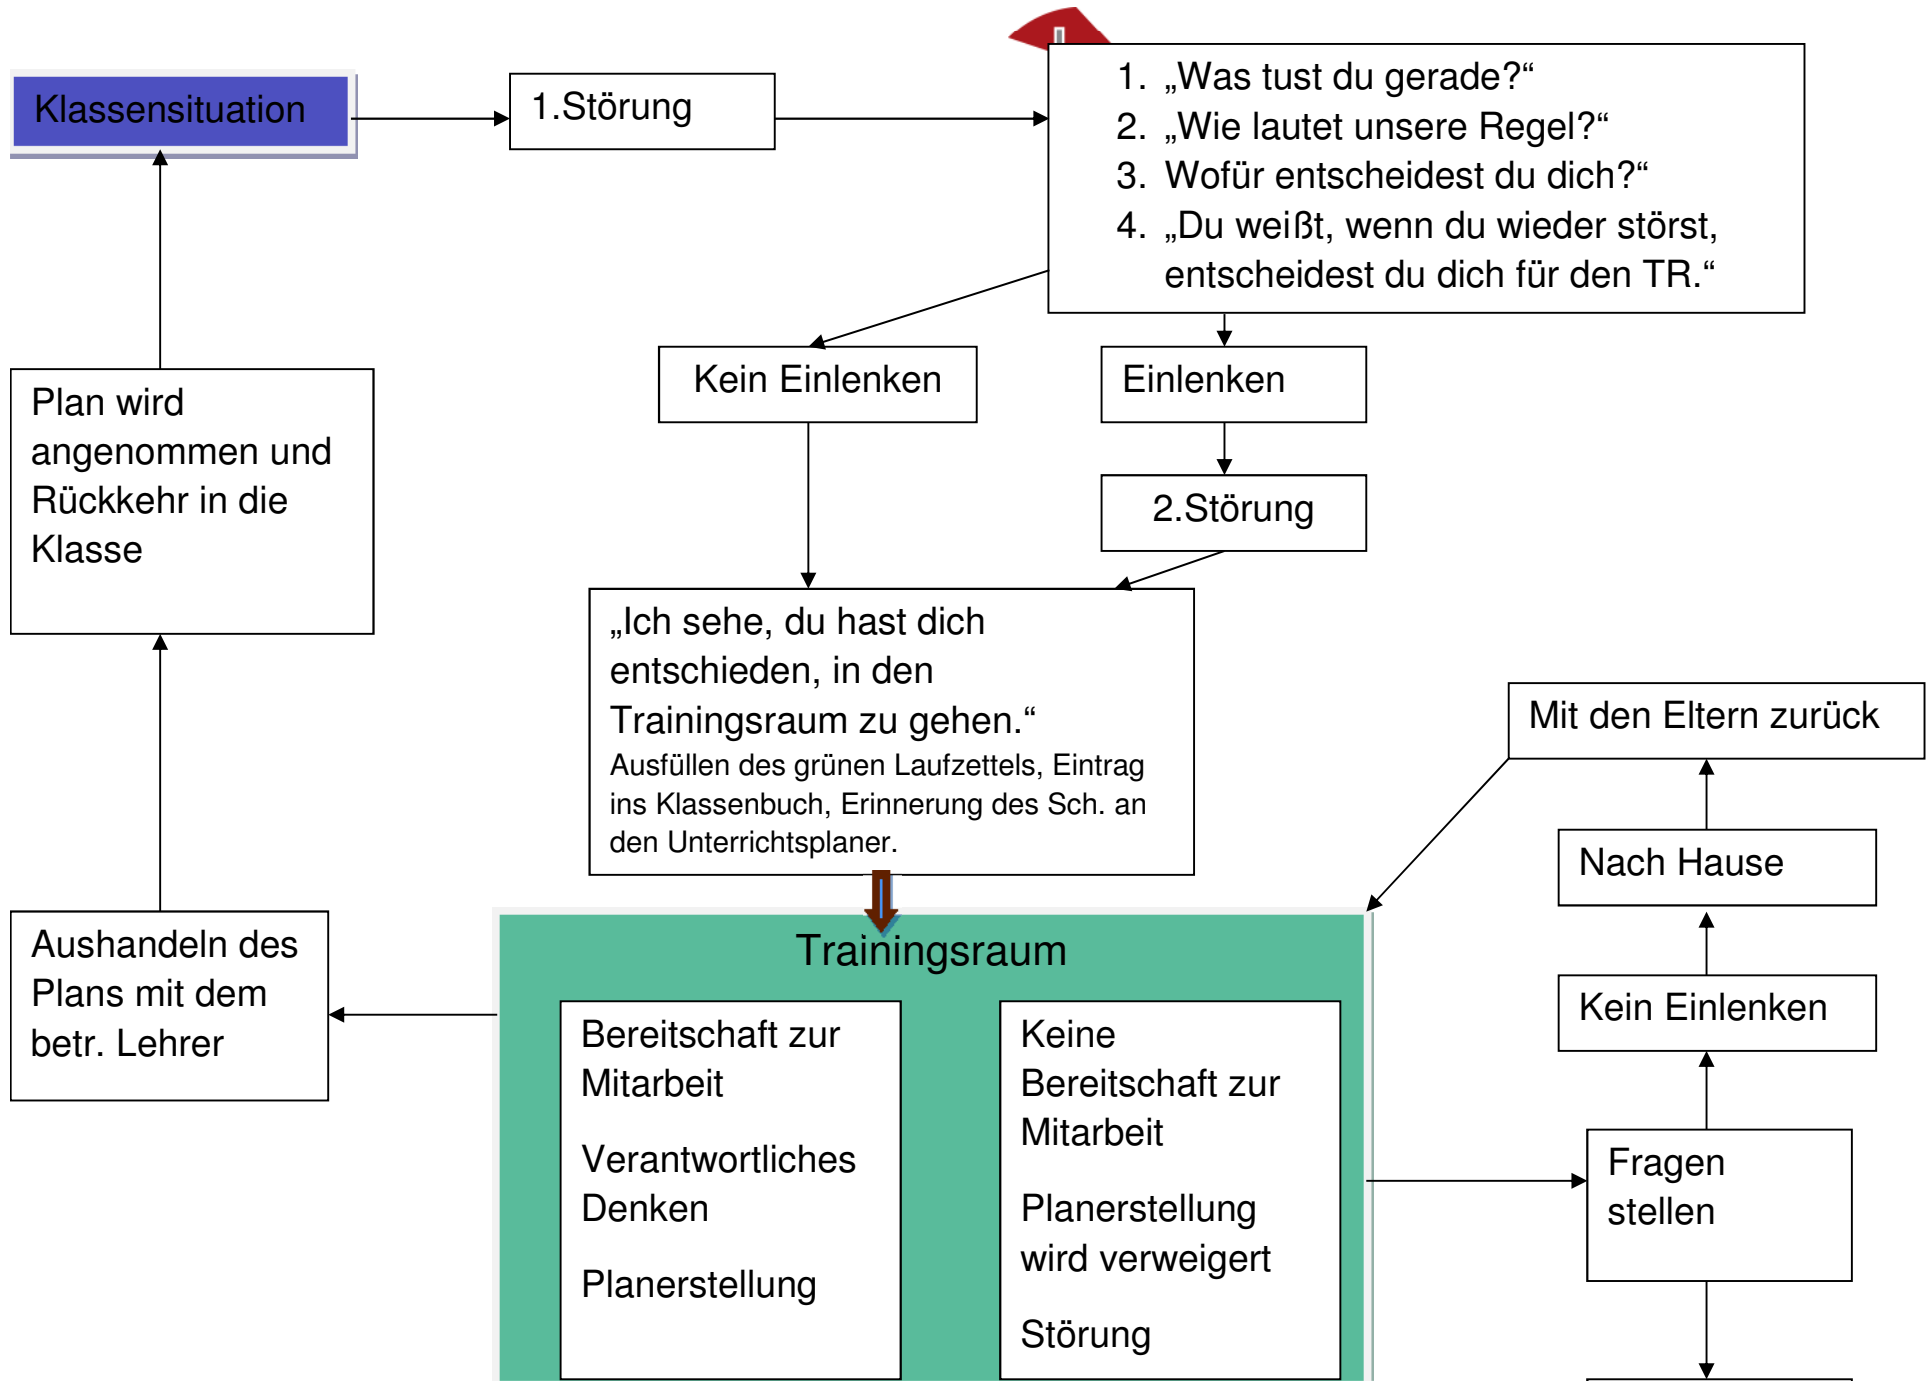 Klassensituation
1.Störung
1. „Was tust du gerade?“
2. „Wie lautet unsere Regel?“
3. Wofür entscheidest du dich?“
4. „Du weißt, wenn du wieder störst,
entscheidest du dich für den TR.“
Kein Einlenken
Einlenken
2.Störung
Plan wird
angenommen und
Rückkehr in die
Klasse
„Ich sehe, du hast dich
entschieden, in den
Trainingsraum zu gehen.“
Ausfüllen des grünen Laufzettels, Eintrag
ins Klassenbuch, Erinnerung des Sch. an
den Unterrichtsplaner.
Mit den Eltern zurück
Nach Hause
Kein Einlenken
Fragen
stellen
Aushandeln des
Plans mit dem
betr. Lehrer
Trainingsraum
Bereitschaft zur
Mitarbeit
Verantwortliches
Denken
Planerstellung
Keine
Bereitschaft zur
Mitarbeit
Planerstellung
wird verweigert
Störung